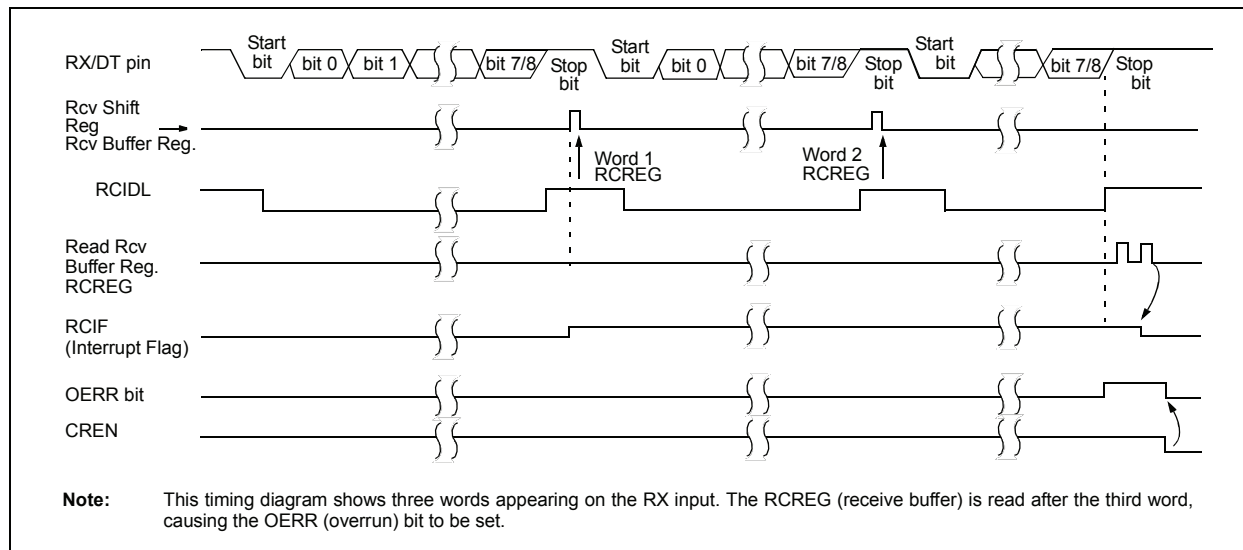 RX/DT pin
Start bit
bit 0
bit 1
bit 7/8
Stop bit
Start bit
bit 0
bit 7/8
Stop bit
Start bit
bit 7/8
Stop bit
Rcv Shift
Reg
Rcv Buffer Reg.
Word 1
RCREG
Word 2
RCREG
RCIDL
Read Rcv
Buffer Reg.
RCREG
RCIF
(Interrupt Flag)
OERR bit
CREN
Note: This timing diagram shows three words appearing on the RX input. The RCREG (receive buffer) is read after the third word,
causing the OERR (overrun) bit to be set.